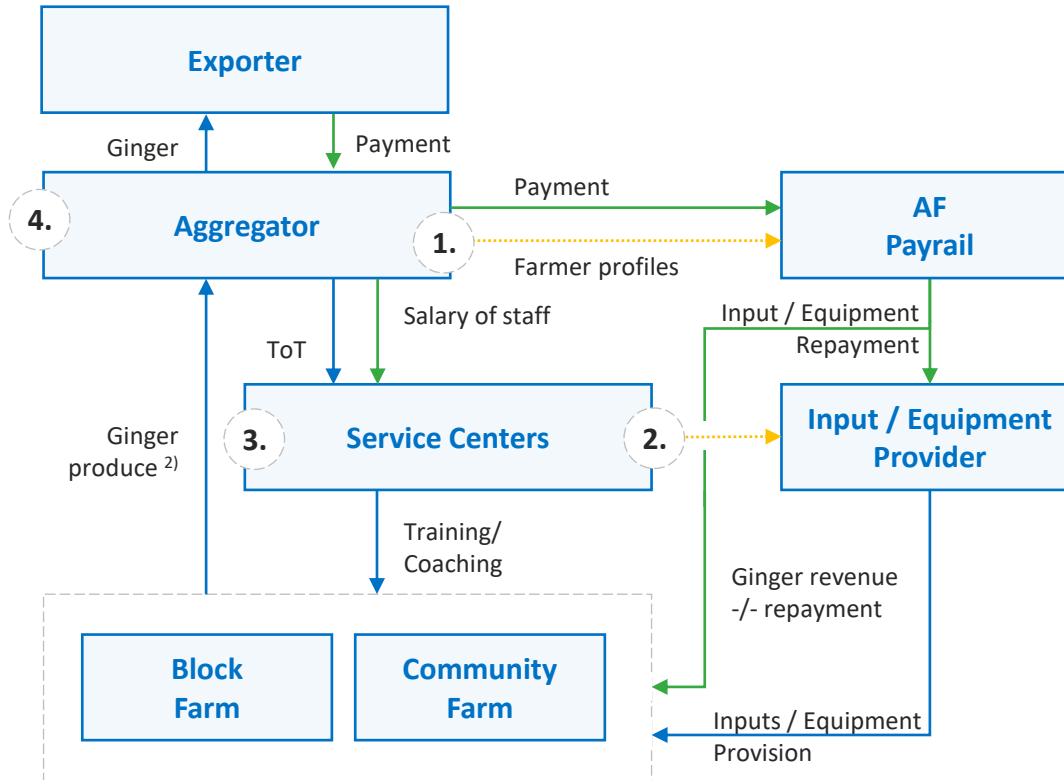 Exporter
Ginger
Payment
4.
Aggregator
1.
Payment
Farmer profiles
AF
Payrail
Salary of staff
ToT
Input / Equipment
Repayment
Ginger
produce 2)
3.
Service Centers
2.
Input / Equipment
Provider
Training/
Coaching
Ginger revenue
-/- repayment
Block
Farm
Community
Farm
Inputs / Equipment
Provision